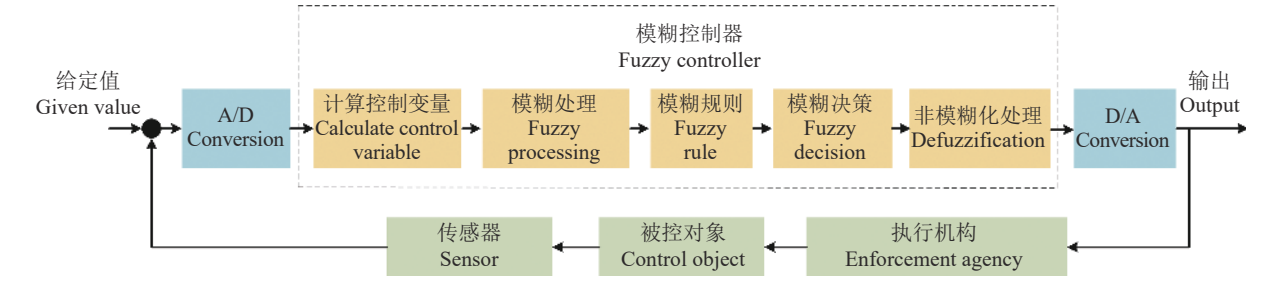 模糊控制器
Fuzzy controller
给定值
Given value
A/D
Conversion
计算控制变量
Calculate control
variable
模糊处理
Fuzzy
processing
模糊规则
Fuzzy
rule
模糊决策
Fuzzy
decision
非模糊化处理
Defuzzification
D/A
Conversion
输出
Output
传感器
Sensor
被控对象
Control object
执行机构
Enforcement agency